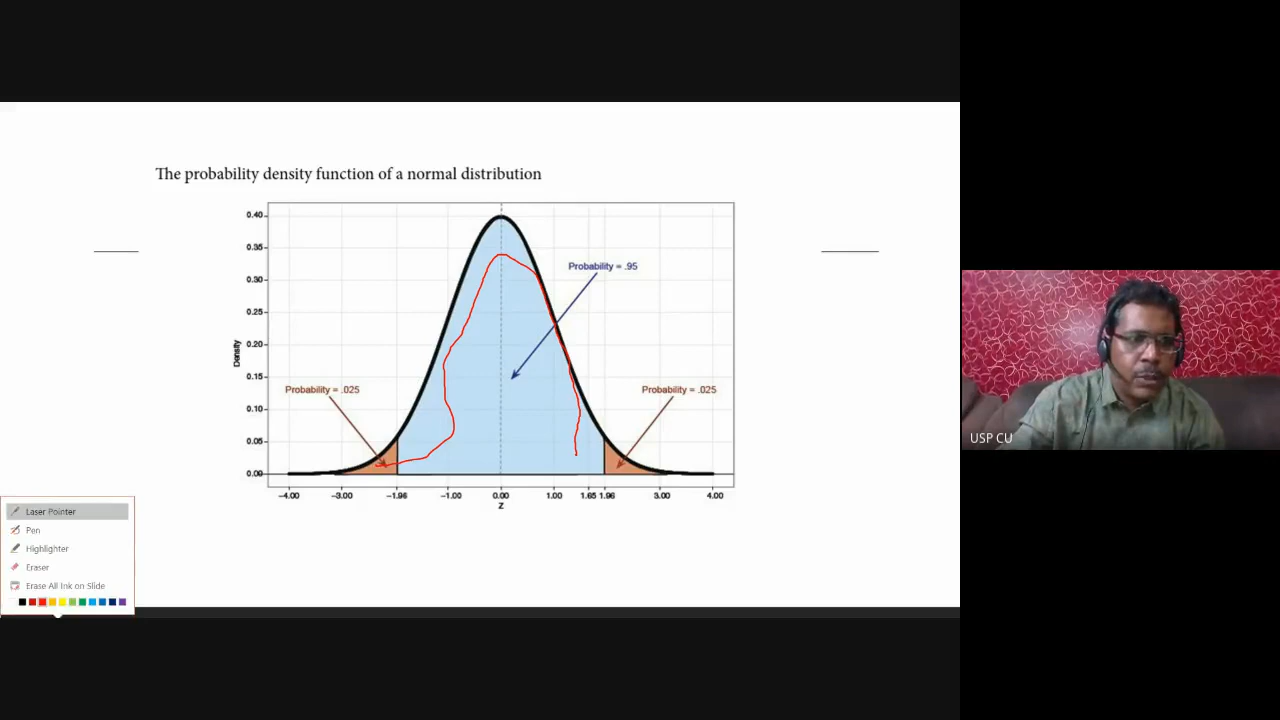 The probability density function of a normal distribution
0.40
0.35
0.30
0.25
0.20
0.15
0.10
0.05
0.00
Density
Probability = .95
Probability = .025
Probability = .025
−4.00 −3.00 −1.96 −1.00 0.00 1.00 1.65 1.96 3.00 4.00
Z
Laser Pointer
Pen
Highlighter
Eraser
Erase All Ink on Slide
USP CU